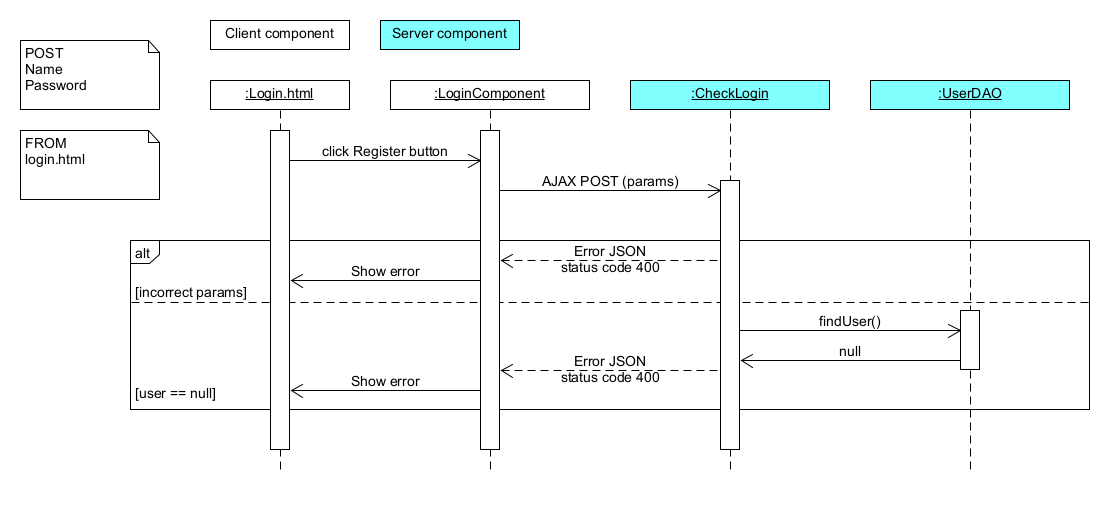 Client component
Server component
POST
Name
Password
:Login.html
:LoginComponent
:CheckLogin
:UserDAO
FROM
login.html
click Register button
AJAX POST (params)
alt
Error JSON
status code 400
Show error
[incorrect params]
findUser()
null
Error JSON
status code 400
Show error
[user == null]